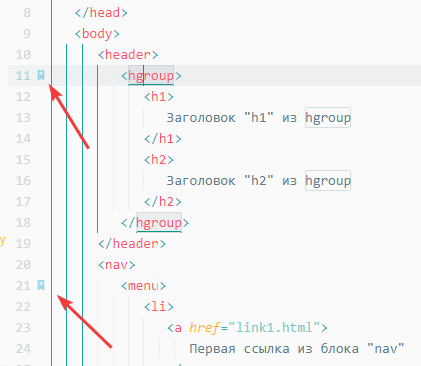 8 </head>
9 <body>
10 <header>
11 <hgroup>
12 <h1>
13 Заголовок "h1" из hgroup
14 </h1>
15 <h2>
16 Заголовок "h2" из hgroup
17 </h2>
18 </hgroup>
y 19 </header>
20 <nav>
21 <menu>
22 <li>
23 <a href="link1.html">
24 Первая ссылка из блока "nav"